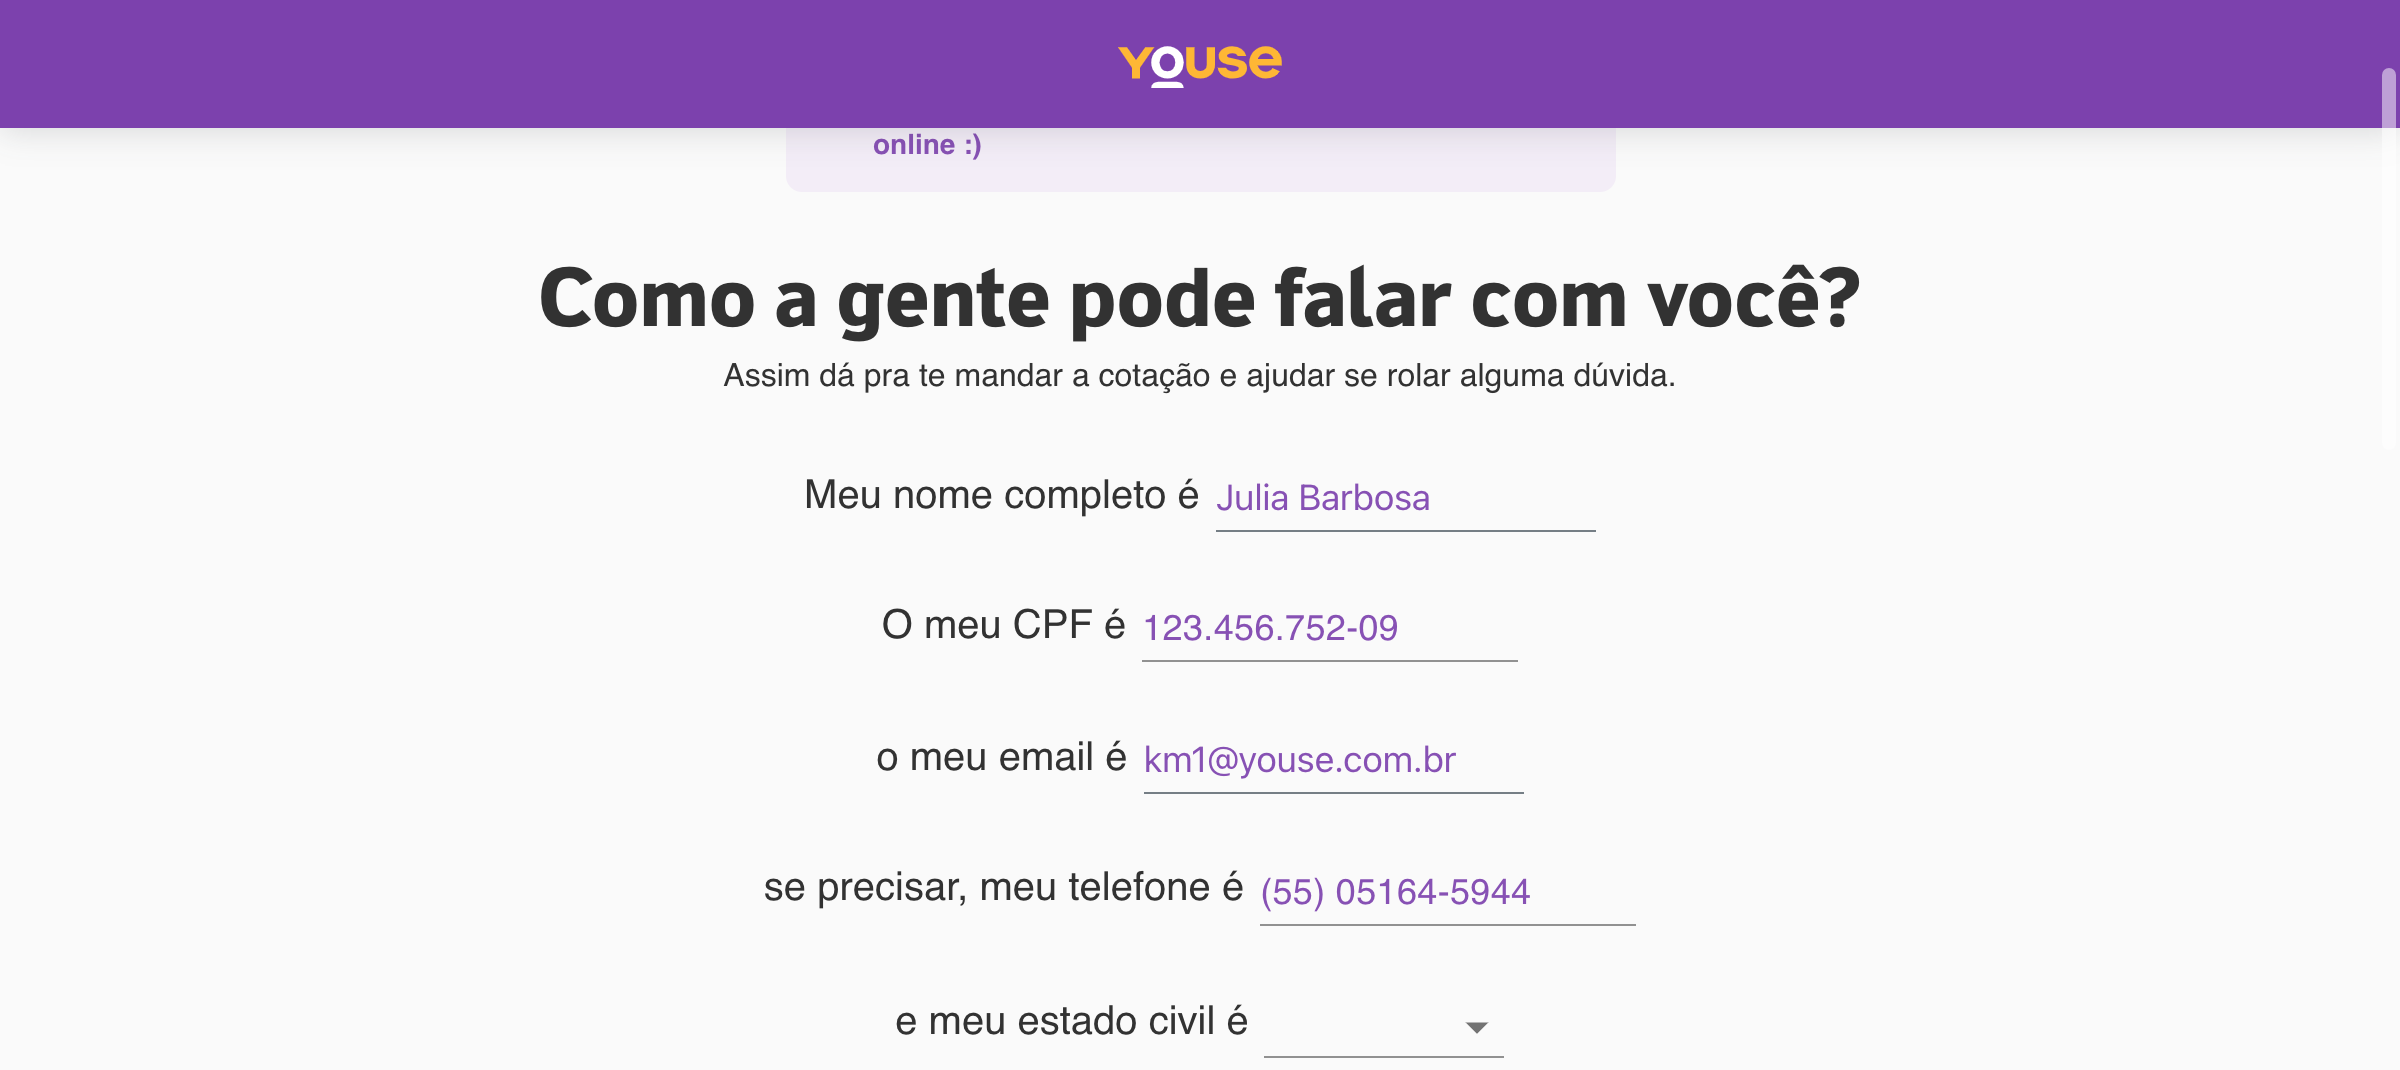 youse
online :)
Como a gente pode falar com você?
Assim dá pra te mandar a cotação e ajudar se rolar alguma dúvida.
Meu nome completo é Julia Barbosa
O meu CPF é 123.456.752-09
o meu email é km1@youse.com.br
se precisar, meu telefone é (55) 05164-5944
e meu estado civil é